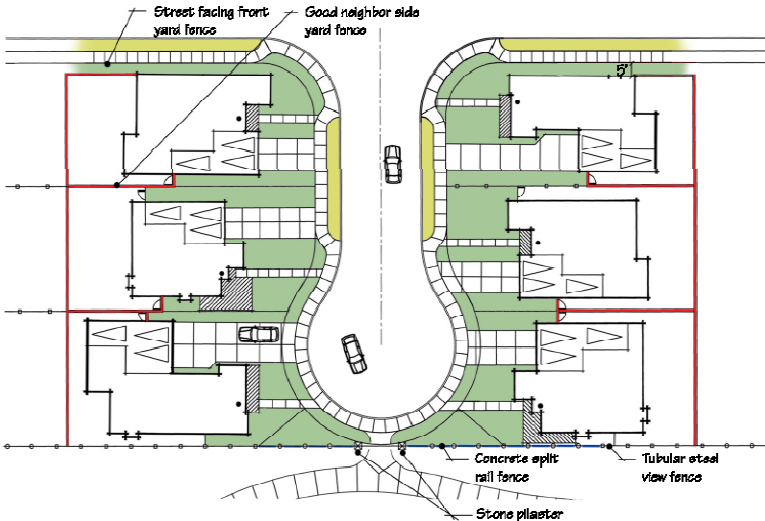 Street facing front
yard fence
Good neighbor side
yard fence
5'
Concrete split
rail fence
Tubular steel
view fence
Stone pilaster